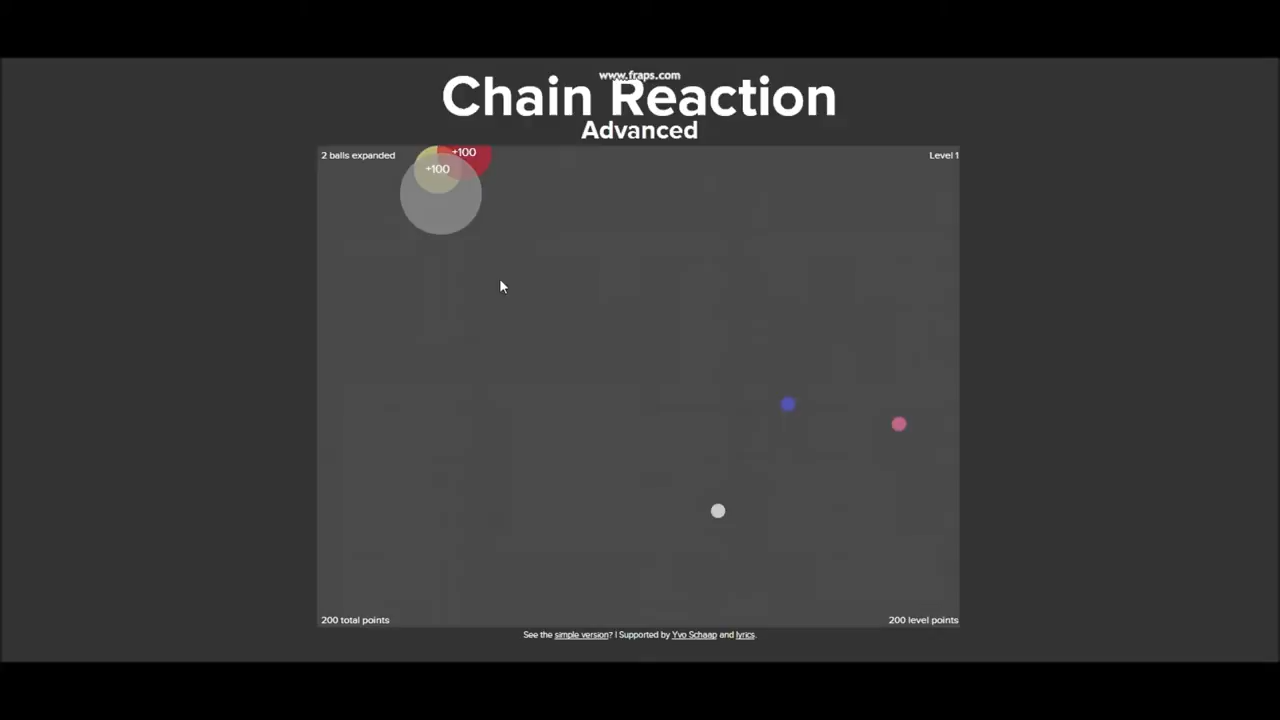 www.fraps.com
Chain Reaction
Advanced
2 balls expanded
Level 1
+100
+100
200 total points
200 level points
See the simple version? | Supported by Yvo Schaap and lyrics.